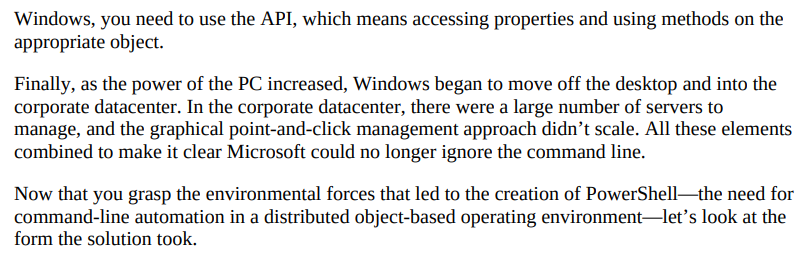 Windows, you need to use the API, which means accessing properties and using methods on the
appropriate object.
Finally, as the power of the PC increased, Windows began to move off the desktop and into the
corporate datacenter. In the corporate datacenter, there were a large number of servers to
manage, and the graphical point-and-click management approach didn’t scale. All these elements
combined to make it clear Microsoft could no longer ignore the command line.
Now that you grasp the environmental forces that led to the creation of PowerShell—the need for
command-line automation in a distributed object-based operating environment—let’s look at the
form the solution took.